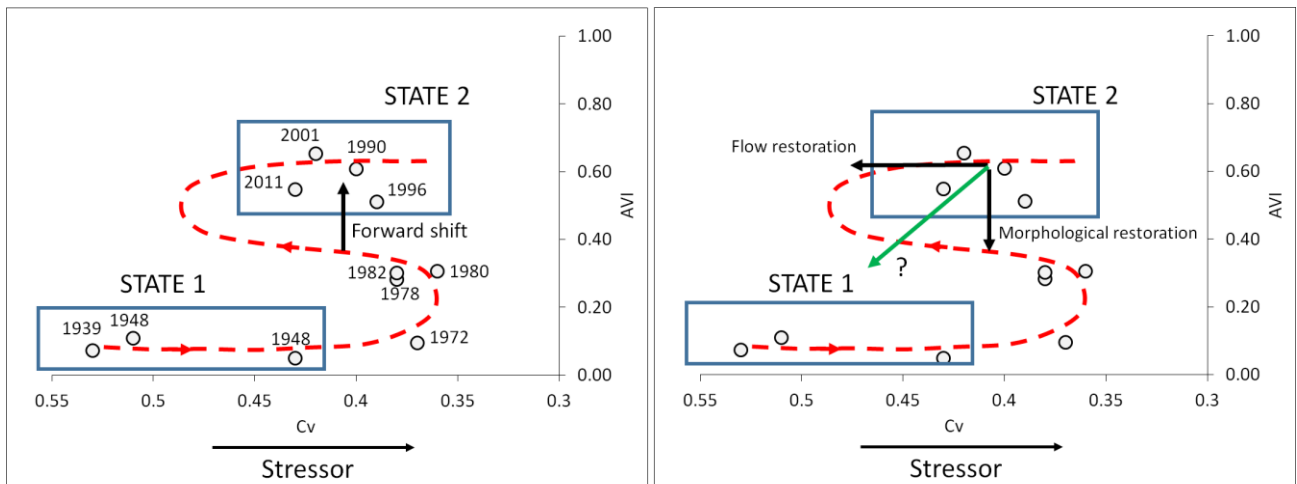 STATE 2
2001
1990
2011
1996
Forward shift
1982
1980
1978
STATE 1
1939
1948
1948
1972
1.00
0.80
0.60
0.40
0.20
0.00
AVI
0.55
0.5
0.45
0.4
0.35
0.3
Cv
Stressor
STATE 2
Flow restoration
Morphological restoration
?
STATE 1
1.00
0.80
0.60
0.40
0.20
0.00
AVI
0.55
0.5
0.45
0.4
0.35
0.3
Cv
Stressor